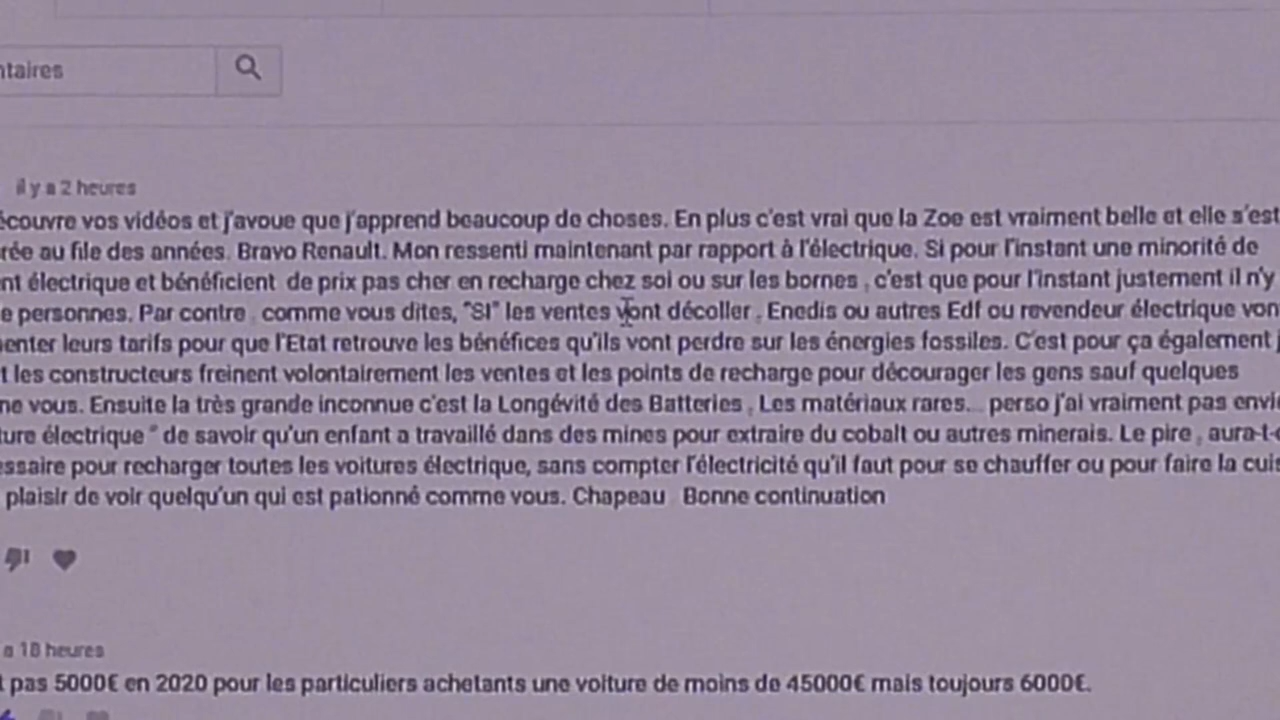 ntaires
il y a 2 heures
écouvre vos vidéos et j'avoue que j'apprend beaucoup de choses. En plus c'est vrai que la Zoe est vraiment belle et elle s'est
rée au file des années. Bravo Renault. Mon ressenti maintenant par rapport à l'électrique. Si pour l'instant une minorité de
nt électrique et bénéficient de prix pas cher en recharge chez soi ou sur les bornes , c'est que pour l'instant justement il n'y
e personnes. Par contre , comme vous dites, "SI" les ventes vont décoller , Enedis ou autres Edf ou revendeur électrique von
enter leurs tarifs pour que l'Etat retrouve les bénéfices qu'ils vont perdre sur les énergies fossiles. C'est pour ça également
t les constructeurs freinent volontairement les ventes et les points de recharge pour décourager les gens sauf quelques
ne vous. Ensuite la très grande inconnue c'est la Longévité des Batteries , Les matériaux rares... perso j'ai vraiment pas envi
ture électrique " de savoir qu'un enfant a travaillé dans des mines pour extraire du cobalt ou autres minerais. Le pire , aura-t-
essaire pour recharger toutes les voitures électrique, sans compter l'électricité qu'il faut pour se chauffer ou pour faire la cuis
plaisir de voir quelqu'un qui est pationné comme vous. Chapeau Bonne continuation
a 18 heures
t pas 5000€ en 2020 pour les particuliers achetants une voiture de moins de 45000€ mais toujours 6000€.